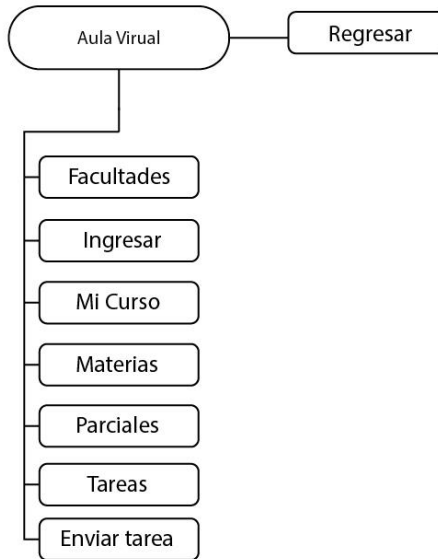 Aula Virual
Regresar
Facultades
Ingresar
Mi Curso
Materias
Parciales
Tareas
Enviar tarea